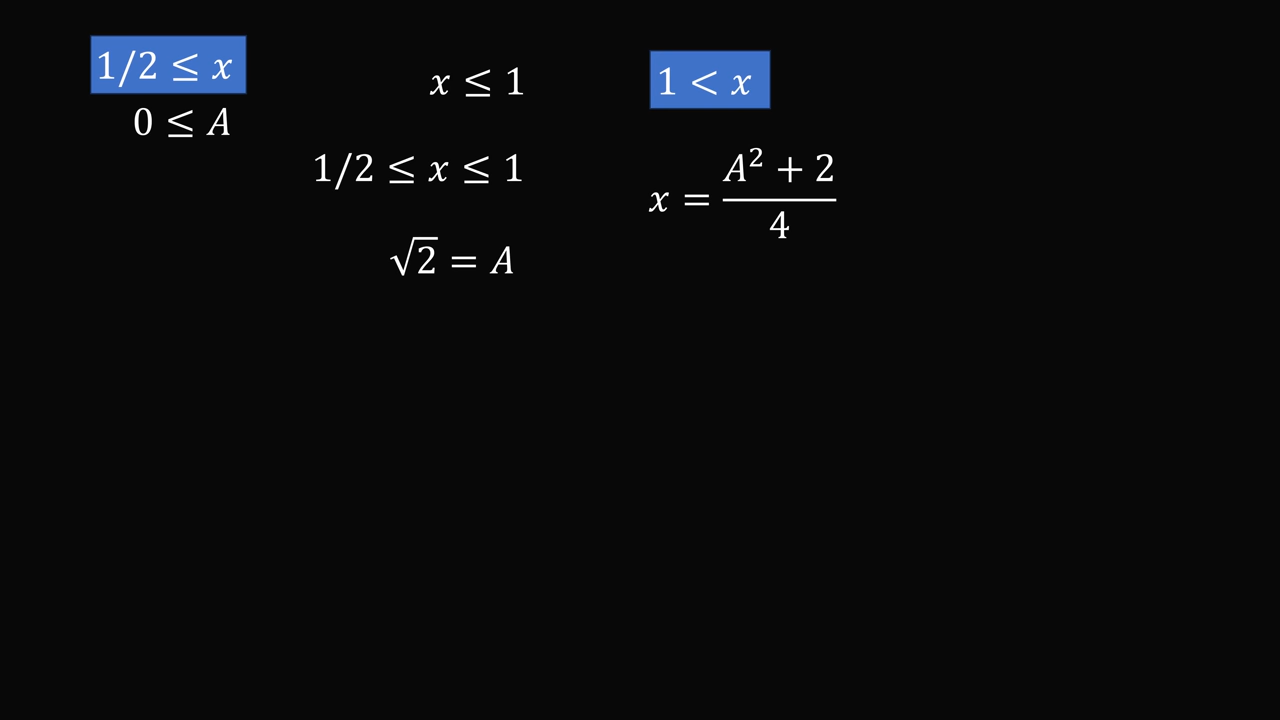 1/2 ≤ x
0 ≤ A
x ≤ 1
1/2 ≤ x ≤ 1
√2 = A
1 < x
x = (A² + 2)/4